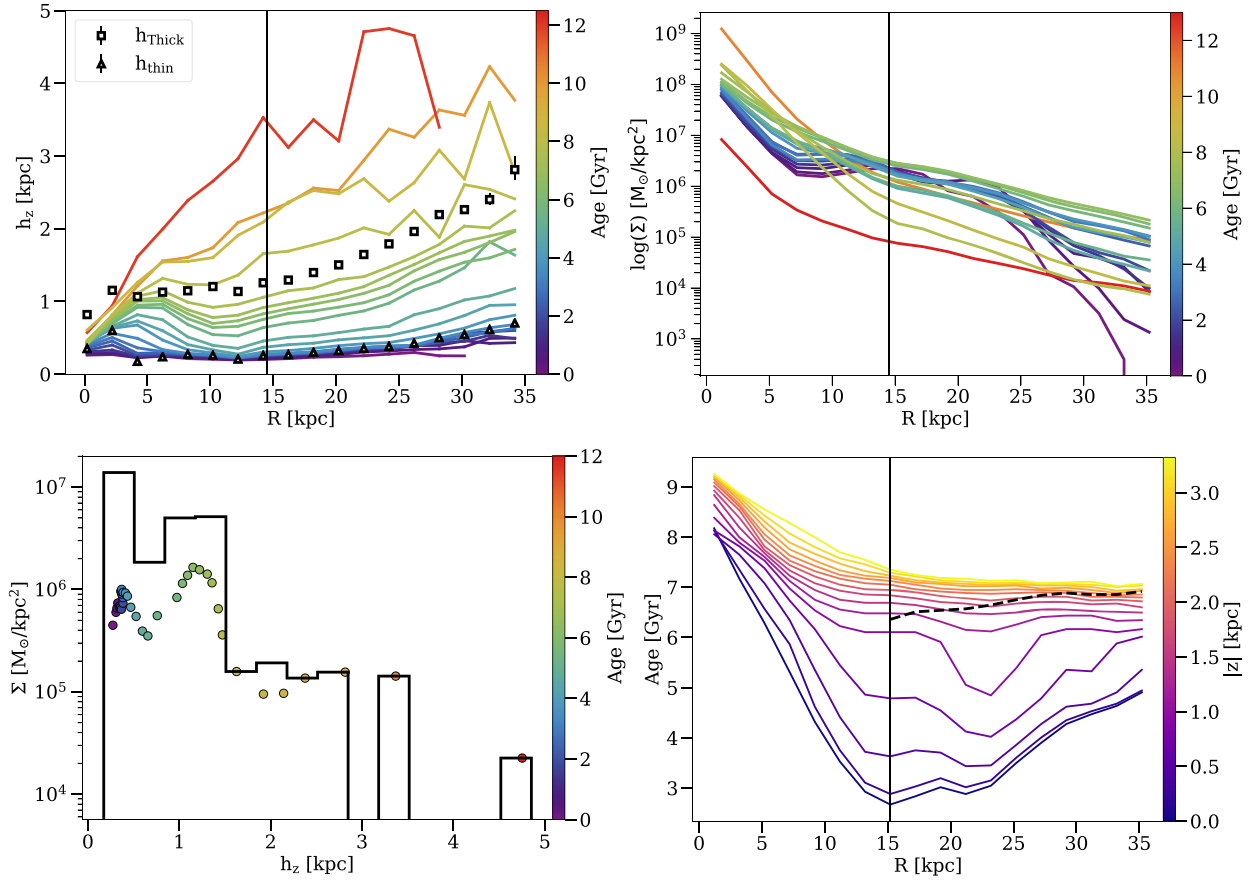 h_Thick
h_thin
5
4
3
2
1
0
h_z [kpc]
0 5 10 15 20 25 30 35
R [kpc]
12
10
8
6
4
2
0
Age [Gyr]
10^9
10^8
10^7
10^6
10^5
10^4
10^3
log(Σ) [M_⊙/kpc^2]
0 5 10 15 20 25 30 35
R [kpc]
12
10
8
6
4
2
0
Age [Gyr]
10^7
10^6
10^5
10^4
Σ [M_⊙/kpc^2]
0 1 2 3 4 5
h_z [kpc]
12
10
8
6
4
2
0
Age [Gyr]
9
8
7
6
5
4
3
Age [Gyr]
0 5 10 15 20 25 30 35
R [kpc]
3.0
2.5
2.0
1.5
1.0
0.5
0.0
|z| [kpc]